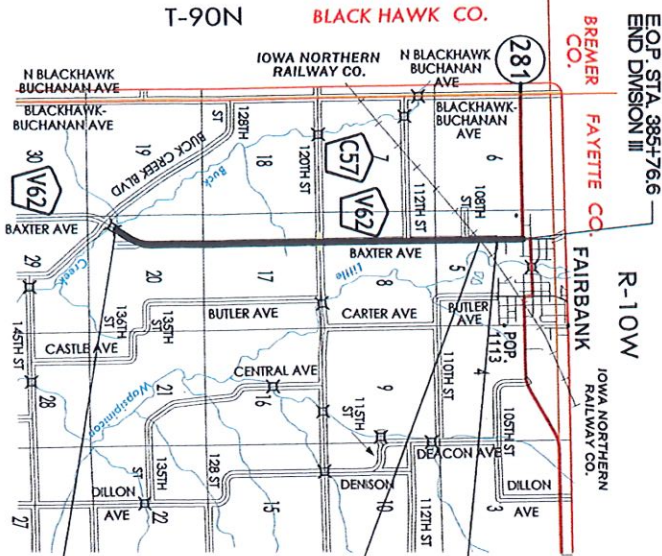 T-90N
BLACK HAWK CO.
BREMER CO.
FAYETTE CO.
E.O.P. STA. 385+76.6
END DIVISION III
R-10W
FAIRBANK
POP. 1113
IOWA NORTHERN
RAILWAY CO.
IOWA NORTHERN
RAILWAY CO.
281
N BLACKHAWK
BUCHANAN AVE
BLACKHAWK-
BUCHANAN AVE
N BLACKHAWK
BUCHANAN
AVE
BLACKHAWK-
BUCHANAN
AVE
128TH
ST
120TH ST
C57
V62
112TH ST
108TH
ST
BUCK CREEK BLVD
Buck
Creek
30
19
18
7
6
V62
BAXTER AVE
BAXTER AVE
29
20
17
8
5
Little
BUTLER AVE
CARTER AVE
BUTLER
AVE
136TH
ST
135TH
ST
CASTLE AVE
145TH ST
Wapsipinicon
CENTRAL AVE
115TH
ST
110TH ST
105TH ST
28
21
16
9
4
DEACON AVE
DENISON
DILLON
AVE
DILLON
AVE
135TH
ST
128 ST
112TH ST
27
22
15
10
3